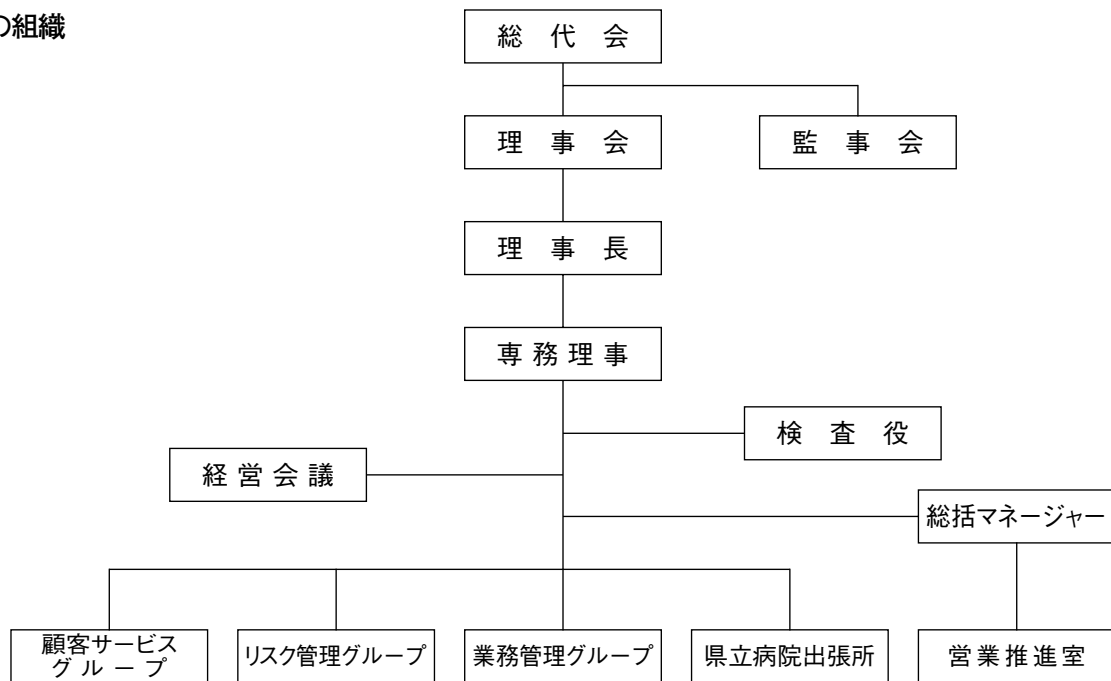 の組織
総代会
理事会
監事会
理事長
専務理事
検査役
経営会議
総括マネージャー
顧客サービス
グループ
リスク管理グループ
業務管理グループ
県立病院出張所
営業推進室